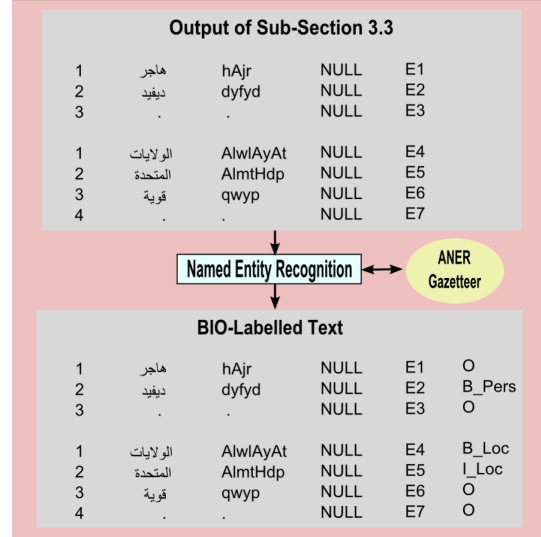 Output of Sub-Section 3.3
1 هاجر hAjr NULL E1
2 ديفيد dyfyd NULL E2
3 . . NULL E3
1 الولايات AlwlAyAt NULL E4
2 المتحدة AlmtHdp NULL E5
3 قوية qwyp NULL E6
4 . . NULL E7
Named Entity Recognition
ANER
Gazetteer
BIO-Labelled Text
1 هاجر hAjr NULL E1 O
2 ديفيد dyfyd NULL E2 B_Pers
3 . . NULL E3 O
1 الولايات AlwlAyAt NULL E4 B_Loc
2 المتحدة AlmtHdp NULL E5 I_Loc
3 قوية qwyp NULL E6 O
4 . . NULL E7 O